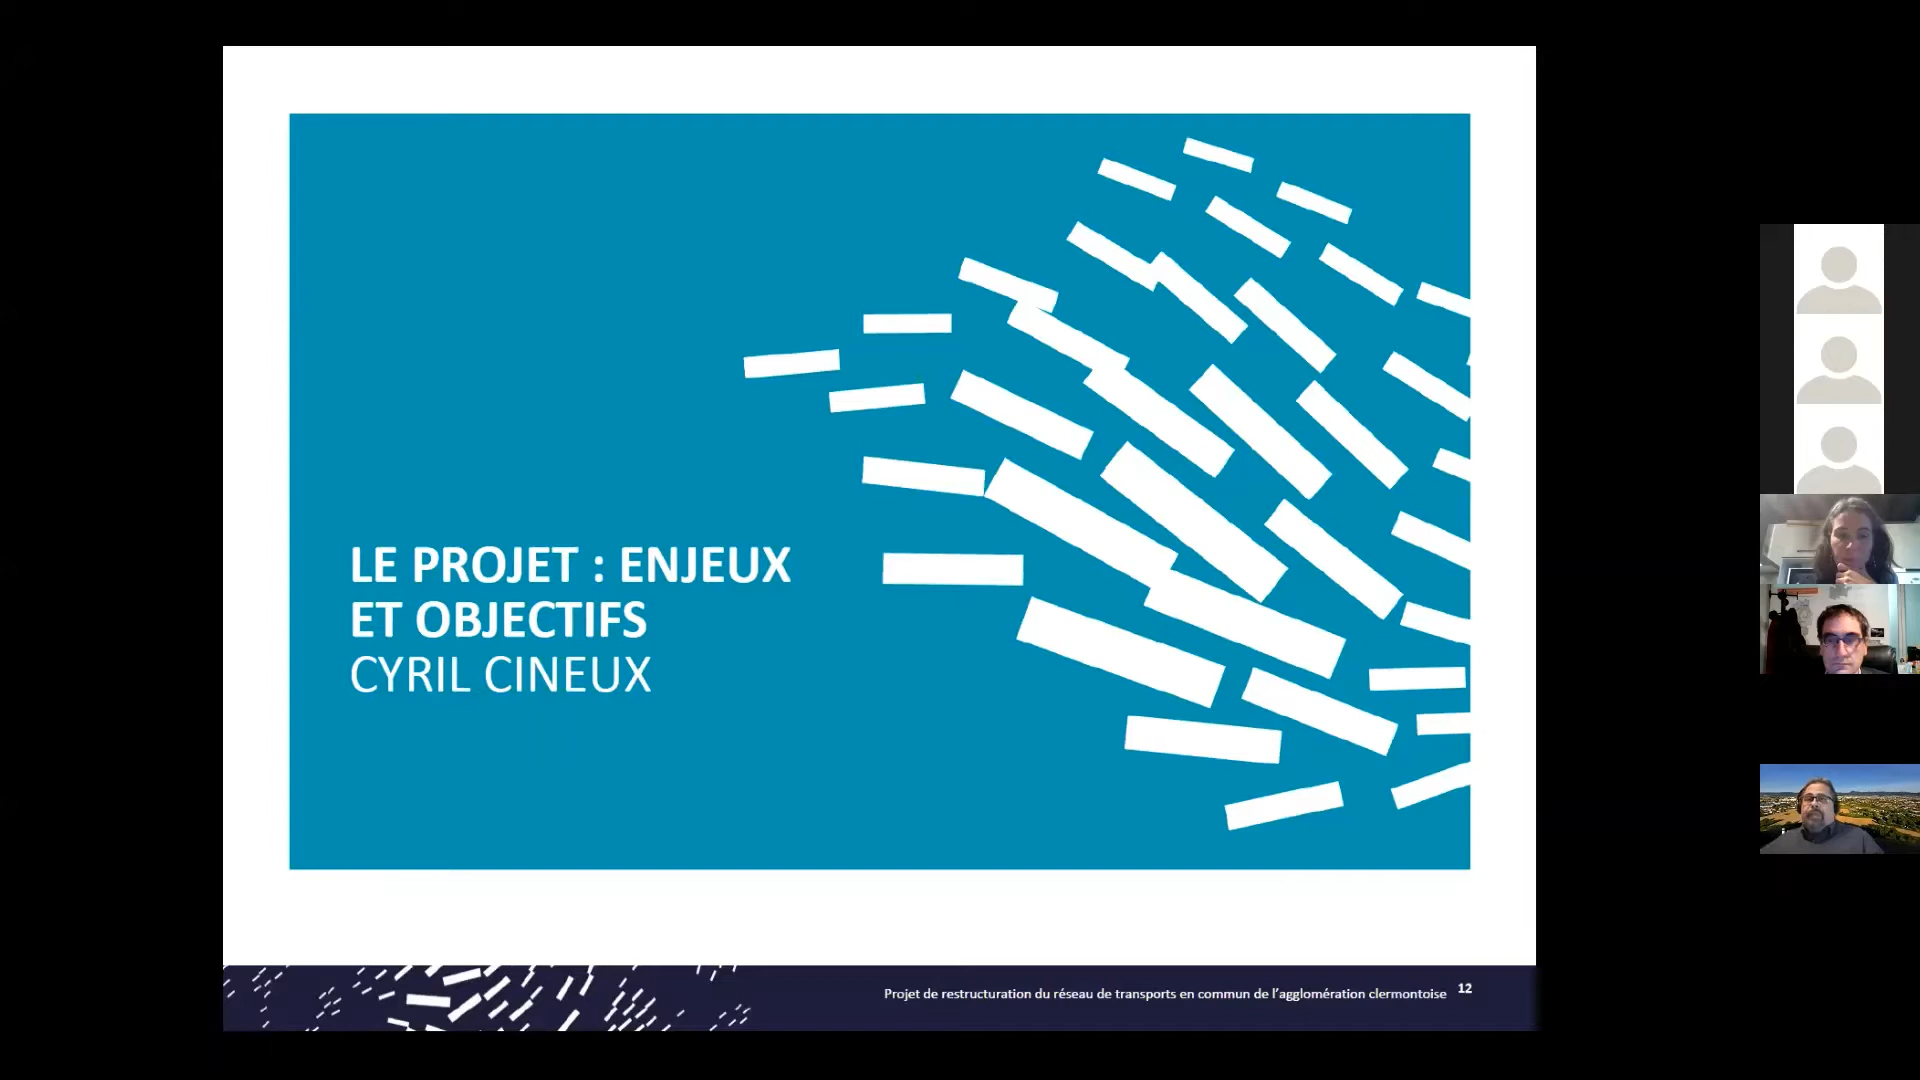 LE PROJET : ENJEUX
ET OBJECTIFS
CYRIL CINEUX
Projet de restructuration du réseau de transports en commun de l'agglomération clermontoise 12